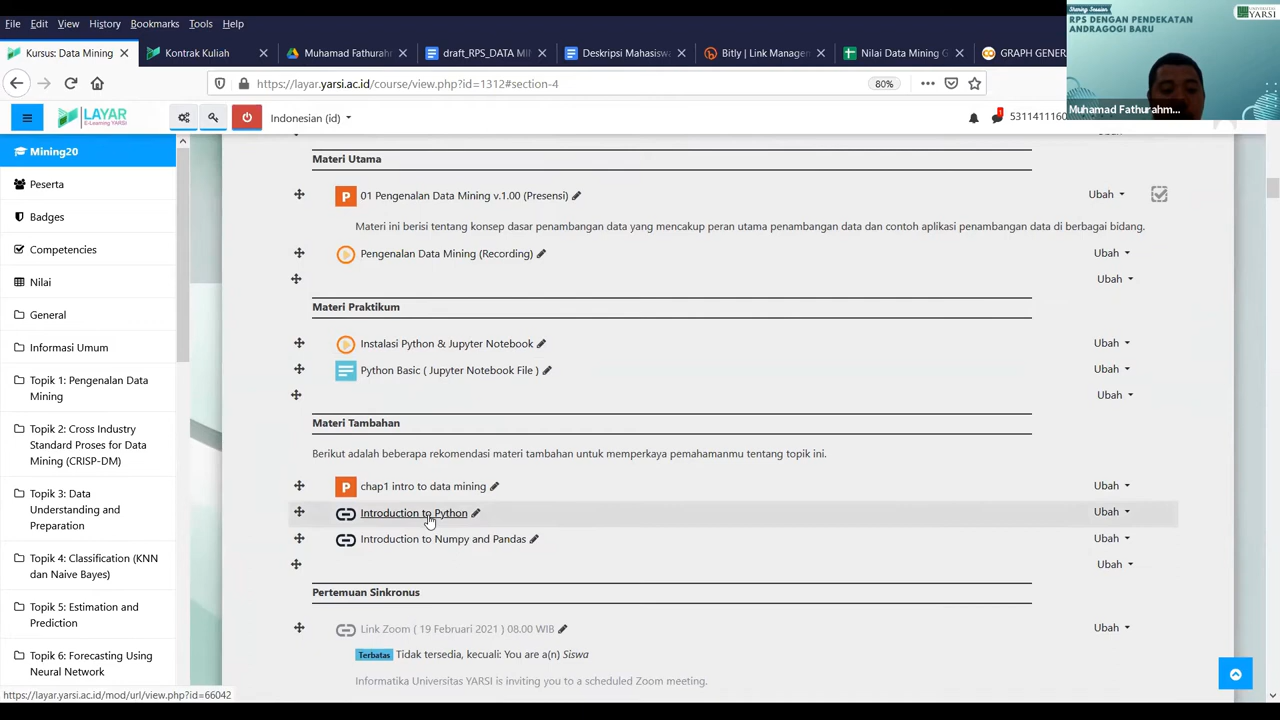 File Edit View History Bookmarks Tools Help
Sharing Session
RPS DENGAN PENDEKATAN
ANDRAGOGI BARU
UNIVERSITAS
YARSI
Muhamad Fathurahm...
Kursus: Data Mining
Kontrak Kuliah
Muhamad Fathurahm
draft_RPS_DATA MI
Deskripsi Mahasisw
Bitly | Link Manage
Nilai Data Mining G
GRAPH GENER
https://layar.yarsi.ac.id/course/view.php?id=1312#section-4
80%
LAYAR
E-Learning YARSI
Indonesian (id)
5311411160
Mining20
Peserta
Badges
Competencies
Nilai
General
Informasi Umum
Topik 1: Pengenalan Data
Mining
Topik 2: Cross Industry
Standard Proses for Data
Mining (CRISP-DM)
Topik 3: Data
Understanding and
Preparation
Topik 4: Classification (KNN
dan Naive Bayes)
Topik 5: Estimation and
Prediction
Topik 6: Forecasting Using
Neural Network
Ubah
Materi Utama
01 Pengenalan Data Mining v.1.00 (Presensi) Ubah
Materi ini berisi tentang konsep dasar penambangan data yang mencakup peran utama penambangan data dan contoh aplikasi penambangan data di berbagai bidang.
Pengenalan Data Mining (Recording) Ubah
Ubah
Materi Praktikum
Instalasi Python & Jupyter Notebook Ubah
Python Basic ( Jupyter Notebook File ) Ubah
Ubah
Materi Tambahan
Berikut adalah beberapa rekomendasi materi tambahan untuk memperkaya pemahamanmu tentang topik ini.
chap1 intro to data mining Ubah
Introduction to Python Ubah
Introduction to Numpy and Pandas Ubah
Ubah
Pertemuan Sinkronus
Link Zoom ( 19 Februari 2021 ) 08.00 WIB Ubah
Terbatas Tidak tersedia, kecuali: You are a(n) Siswa
Informatika Universitas YARSI is inviting you to a scheduled Zoom meeting.
https://layar.yarsi.ac.id/mod/url/view.php?id=66042